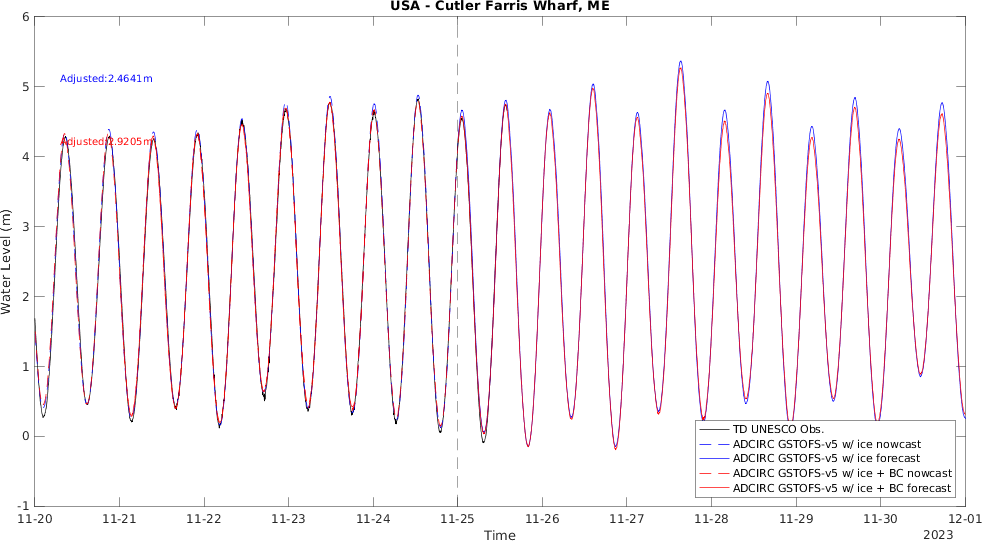 USA - Cutler Farris Wharf, ME
6
5
4
3
2
1
0
-1
Water Level (m)
Adjusted:2.4641m
Adjusted:2.9205m
TD UNESCO Obs.
ADCIRC GSTOFS-v5 w/ ice nowcast
ADCIRC GSTOFS-v5 w/ ice forecast
ADCIRC GSTOFS-v5 w/ ice + BC nowcast
ADCIRC GSTOFS-v5 w/ ice + BC forecast
11-20 11-21 11-22 11-23 11-24 11-25 11-26 11-27 11-28 11-29 11-30 12-01
Time
2023